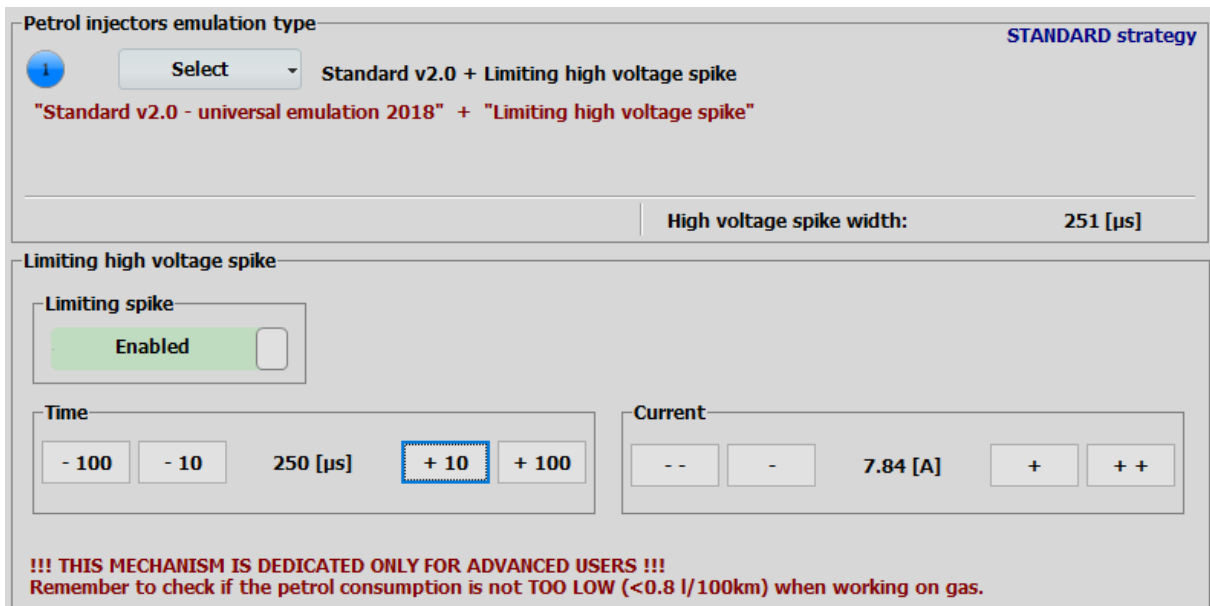 Petrol injectors emulation type
STANDARD strategy
1
Select
Standard v2.0 + Limiting high voltage spike
"Standard v2.0 - universal emulation 2018" + "Limiting high voltage spike"
High voltage spike width: 251 [µs]
Limiting high voltage spike
Limiting spike
Enabled
Time
- 100 - 10 250 [µs] + 10 + 100
Current
- - - 7.84 [A] + + +
!!! THIS MECHANISM IS DEDICATED ONLY FOR ADVANCED USERS !!!
Remember to check if the petrol consumption is not TOO LOW (<0.8 l/100km) when working on gas.